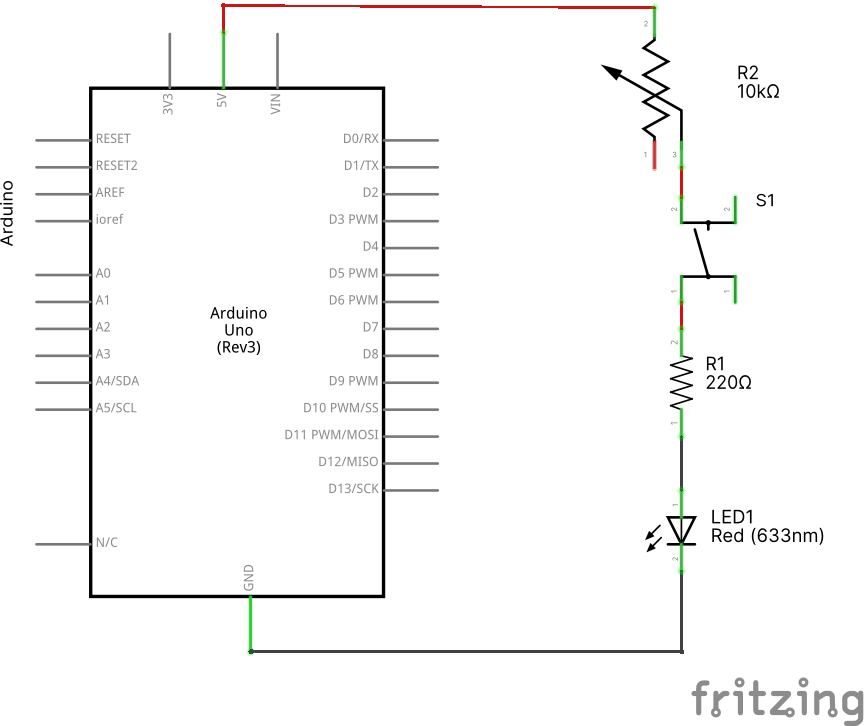 3V3
5V
VIN
RESET
RESET2
AREF
ioref
A0
A1
A2
A3
A4/SDA
A5/SCL
N/C
Arduino
Arduino
Uno
(Rev3)
D0/RX
D1/TX
D2
D3 PWM
D4
D5 PWM
D6 PWM
D7
D8
D9 PWM
D10 PWM/SS
D11 PWM/MOSI
D12/MISO
D13/SCK
GND
2
R2
10kΩ
1
3
2
2
S1
1
1
2
R1
220Ω
1
1
LED1
Red (633nm)
2
fritzing